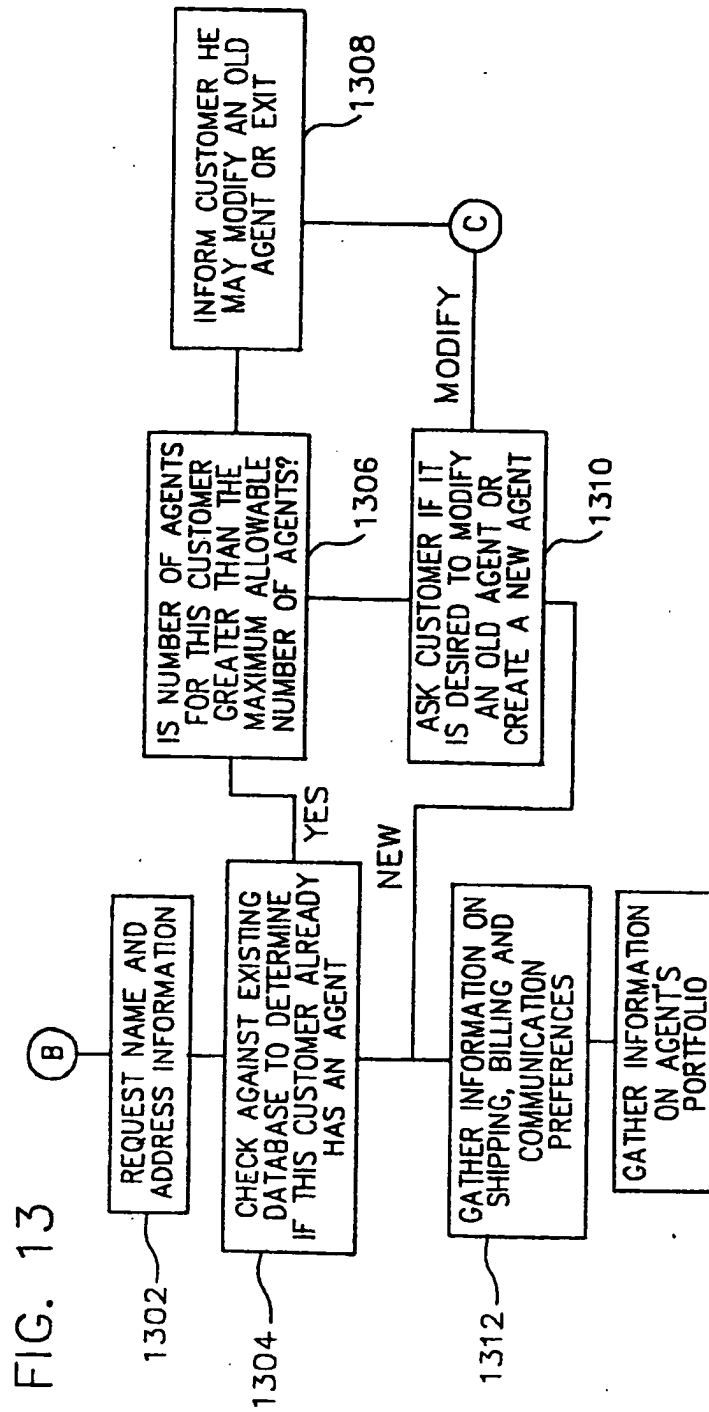 FIG. 13
B
REQUEST NAME AND
ADDRESS INFORMATION
1302
CHECK AGAINST EXISTING
DATABASE TO DETERMINE
IF THIS CUSTOMER ALREADY
HAS AN AGENT
1304
YES
IS NUMBER OF AGENTS
FOR THIS CUSTOMER
GREATER THAN THE
MAXIMUM ALLOWABLE
NUMBER OF AGENTS?
1306
INFORM CUSTOMER HE
MAY MODIFY AN OLD
AGENT OR EXIT
1308
ASK CUSTOMER IF IT
IS DESIRED TO MODIFY
AN OLD AGENT OR
CREATE A NEW AGENT
1310
MODIFY
C
NEW
GATHER INFORMATION ON
SHIPPING, BILLING AND
COMMUNICATION
PREFERENCES
1312
GATHER INFORMATION
ON AGENT'S
PORTFOLIO